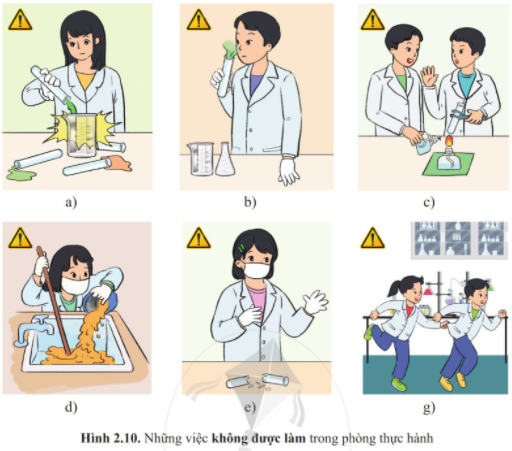 a)
b)
c)
d)
e)
g)
Hình 2.10. Những việc không được làm trong phòng thực hành